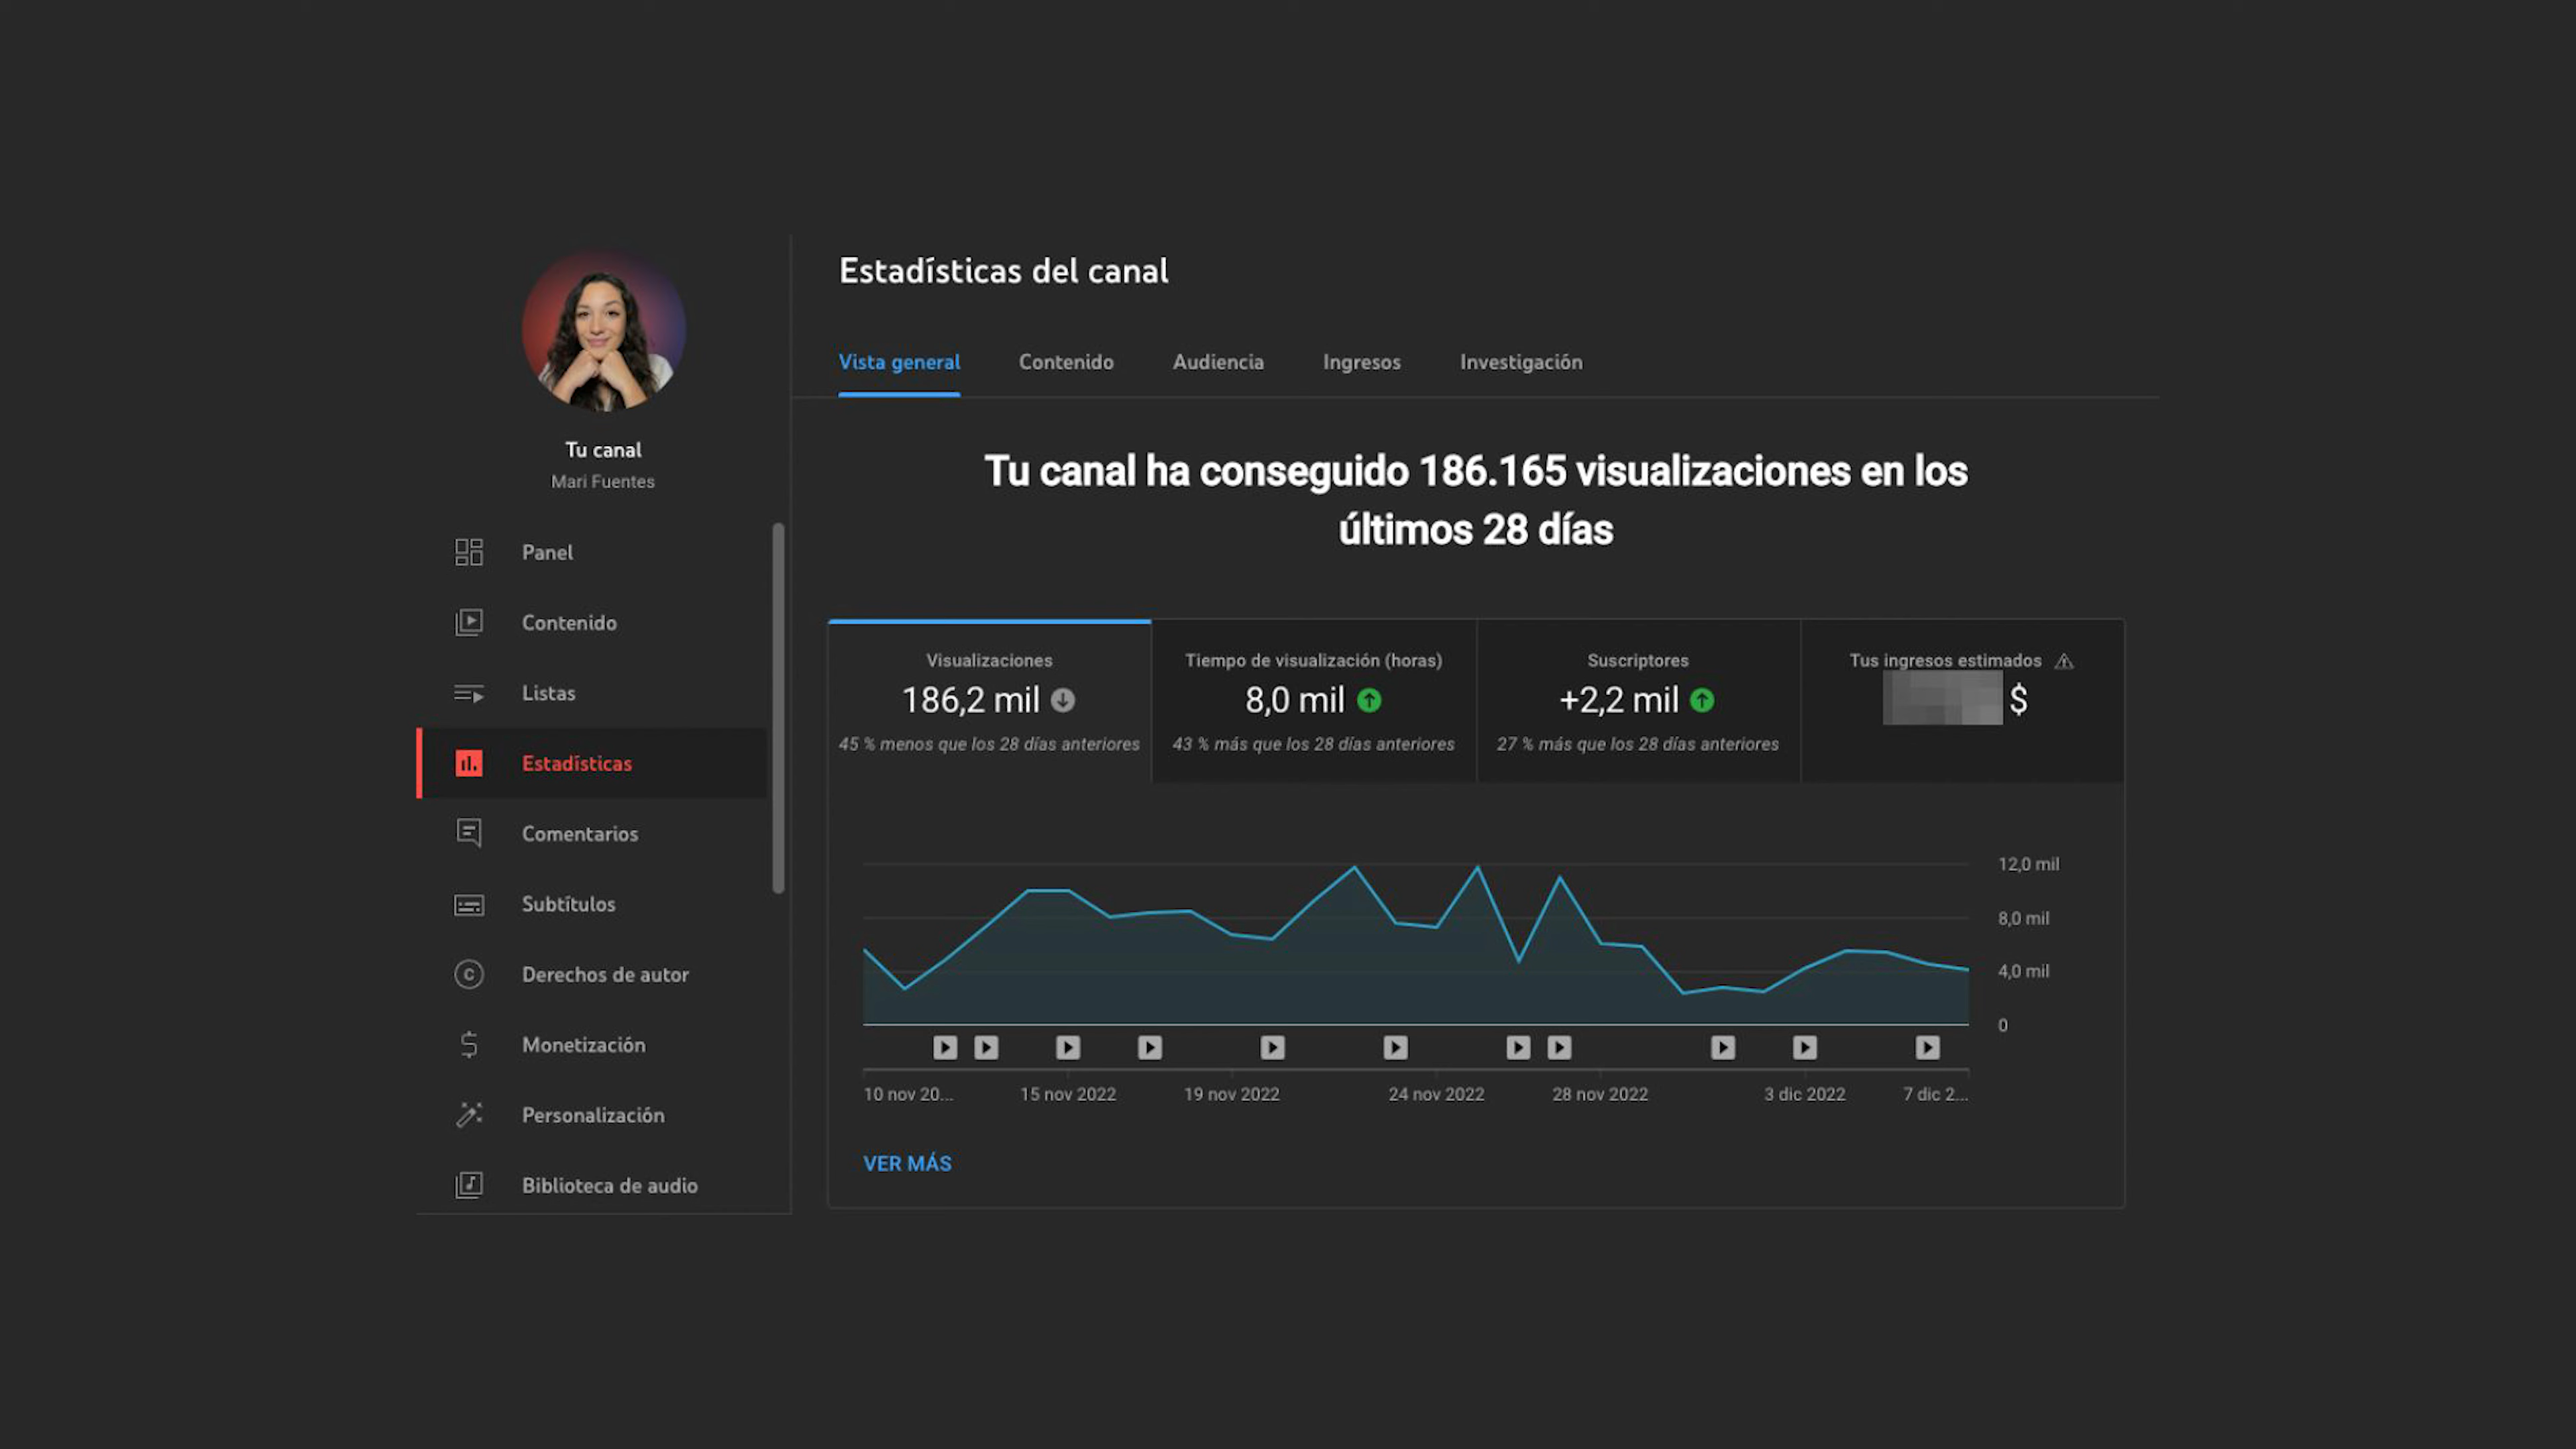 Tu canal
Mari Fuentes
Panel
Contenido
Listas
Estadísticas
Comentarios
Subtítulos
Derechos de autor
Monetización
Personalización
Biblioteca de audio
Estadísticas del canal
Vista general
Contenido
Audiencia
Ingresos
Investigación
Tu canal ha conseguido 186.165 visualizaciones en los
últimos 28 días
Visualizaciones
186,2 mil
45 % menos que los 28 días anteriores
Tiempo de visualización (horas)
8,0 mil
43 % más que los 28 días anteriores
Suscriptores
+2,2 mil
27 % más que los 28 días anteriores
Tus ingresos estimados
$
12,0 mil
8,0 mil
4,0 mil
0
10 nov 20...
15 nov 2022
19 nov 2022
24 nov 2022
28 nov 2022
3 dic 2022
7 dic 2...
VER MÁS